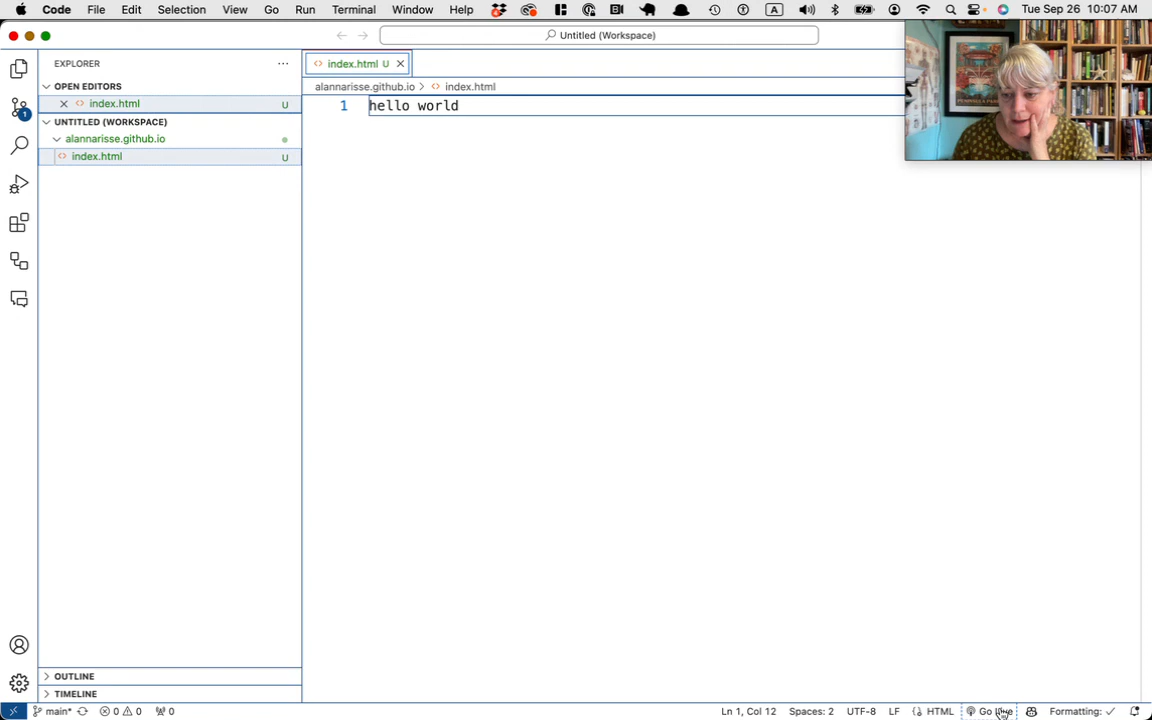 Code File Edit Selection View Go Run Terminal Window Help A Tue Sep 26 10:07 AM
Untitled (Workspace)
EXPLORER
index.html U
OPEN EDITORS
alannarisse.github.io > index.html
index.html U
1 hello world
UNTITLED (WORKSPACE)
alannarisse.github.io
index.html U
1
OUTLINE
TIMELINE
main* 0 0 0 Ln 1, Col 12 Spaces: 2 UTF-8 LF {} HTML Go Live Formatting: ✓